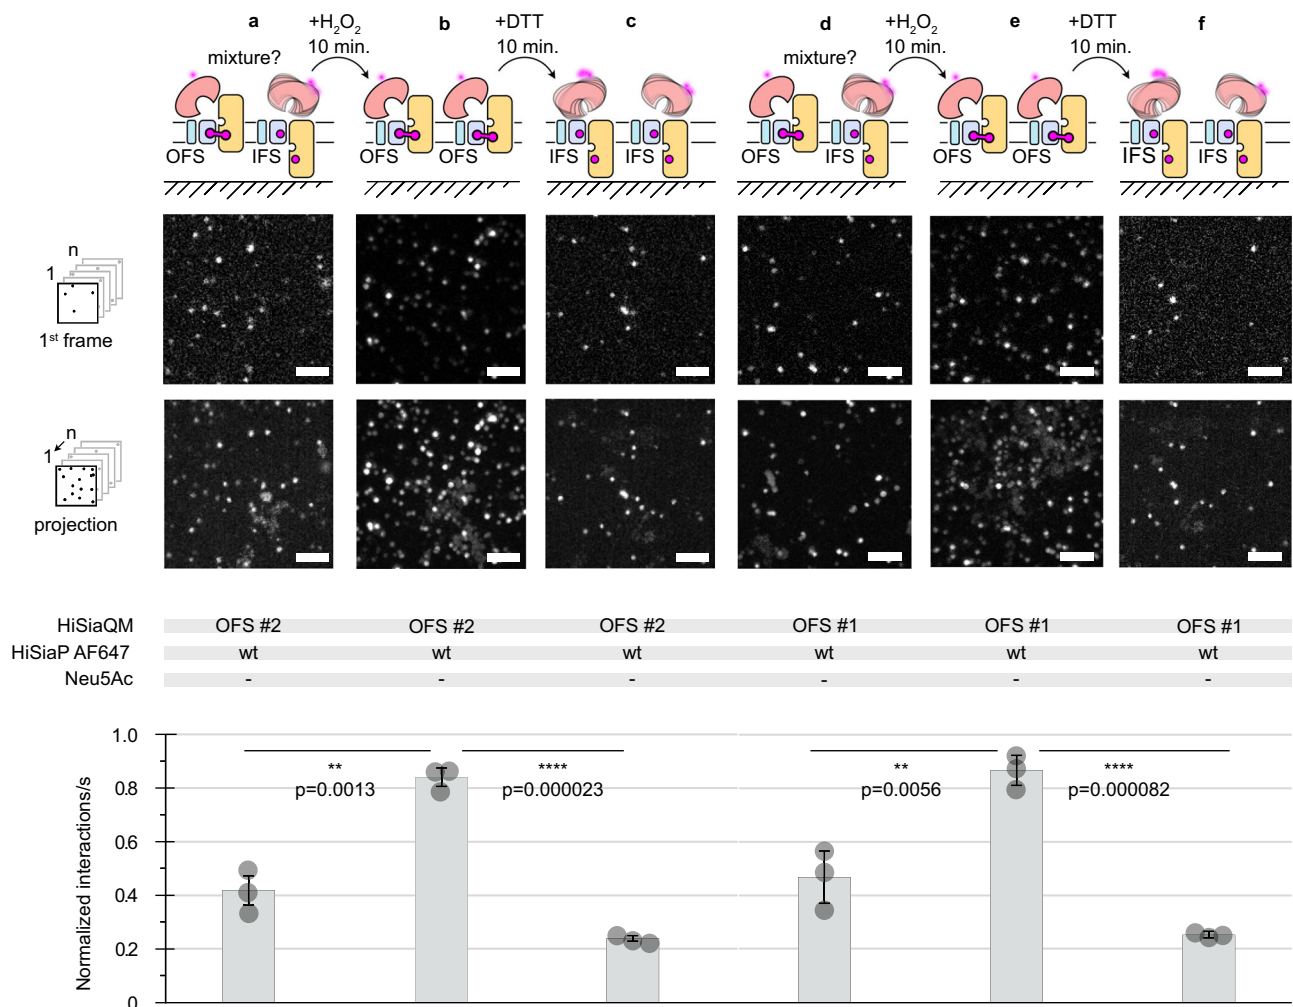 a +H2O2 b +DTT c d +H2O2 e +DTT f
mixture? 10 min. 10 min. mixture? 10 min. 10 min.
OFS IFS OFS OFS IFS IFS OFS IFS OFS OFS IFS IFS
n
1
1st frame
n
1
projection
HiSiaQM OFS #2 OFS #2 OFS #2 OFS #1 OFS #1 OFS #1
HiSiaP AF647 wt wt wt wt wt wt
Neu5Ac - - - - - -
Normalized interactions/s
1.0
** **** ** ****
p=0.0013 p=0.000023 p=0.0056 p=0.000082
0.8
0.6
0.4
0.2
0